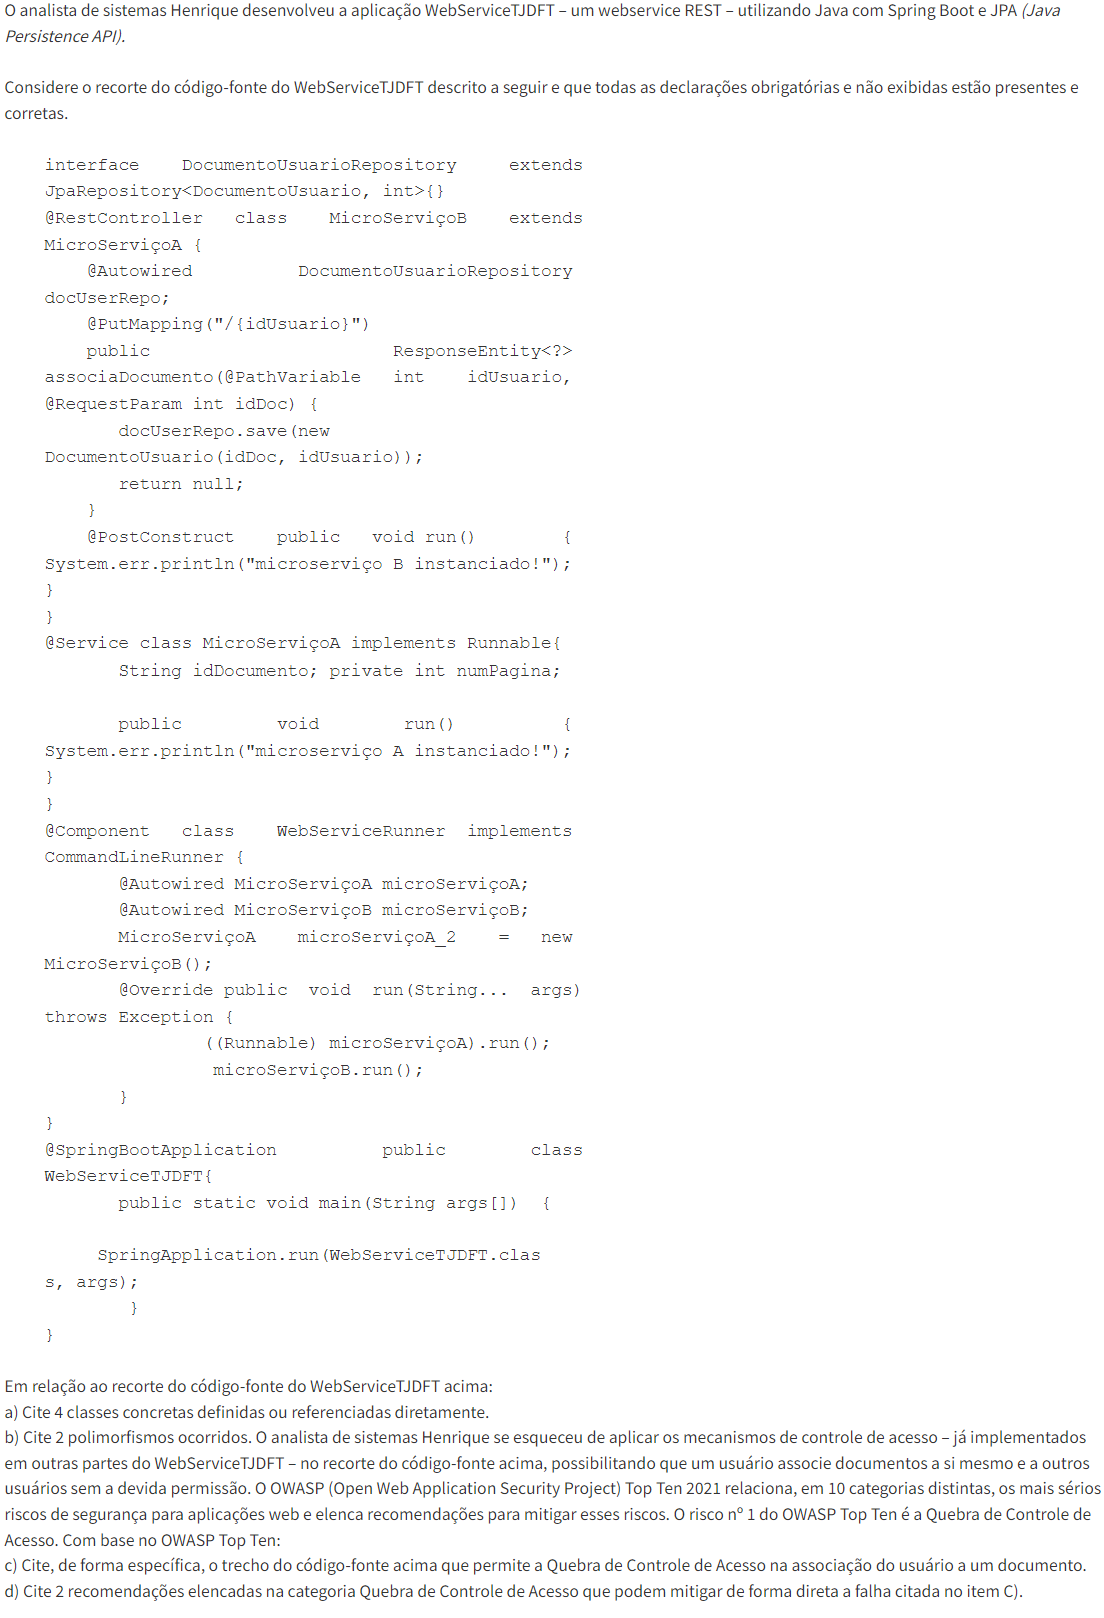 O analista de sistemas Henrique desenvolveu a aplicação WebServiceTJDFT – um webservice REST – utilizando Java com Spring Boot e JPA (Java
Persistence API).
Considere o recorte do código-fonte do WebServiceTJDFT descrito a seguir e que todas as declarações obrigatórias e não exibidas estão presentes e
corretas.
interface DocumentoUsuarioRepository extends
JpaRepository<DocumentoUsuario, int>{}
@RestController class MicroServiçoB extends
MicroServiçoA {
@Autowired DocumentoUsuarioRepository
docUserRepo;
@PutMapping("/{idUsuario}")
public ResponseEntity<?>
associaDocumento(@PathVariable int idUsuario,
@RequestParam int idDoc) {
docUserRepo.save(new
DocumentoUsuario(idDoc, idUsuario));
return null;
}
@PostConstruct public void run() {
System.err.println("microserviço B instanciado!");
}
}
@Service class MicroServiçoA implements Runnable{
String idDocumento; private int numPagina;
public void run() {
System.err.println("microserviço A instanciado!");
}
}
@Component class WebServiceRunner implements
CommandLineRunner {
@Autowired MicroServiçoA microServiçoA;
@Autowired MicroServiçoB microServiçoB;
MicroServiçoA microServiçoA_2 = new
MicroServiçoB();
@Override public void run(String... args)
throws Exception {
((Runnable) microServiçoA).run();
microServiçoB.run();
}
}
@SpringBootApplication public class
WebServiceTJDFT{
public static void main(String args[]) {
SpringApplication.run(WebServiceTJDFT.clas
s, args);
}
}
Em relação ao recorte do código-fonte do WebServiceTJDFT acima:
a) Cite 4 classes concretas definidas ou referenciadas diretamente.
b) Cite 2 polimorfismos ocorridos. O analista de sistemas Henrique se esqueceu de aplicar os mecanismos de controle de acesso – já implementados
em outras partes do WebServiceTJDFT – no recorte do código-fonte acima, possibilitando que um usuário associe documentos a si mesmo e a outros
usuários sem a devida permissão. O OWASP (Open Web Application Security Project) Top Ten 2021 relaciona, em 10 categorias distintas, os mais sérios
riscos de segurança para aplicações web e elenca recomendações para mitigar esses riscos. O risco nº 1 do OWASP Top Ten é a Quebra de Controle de
Acesso. Com base no OWASP Top Ten:
c) Cite, de forma específica, o trecho do código-fonte acima que permite a Quebra de Controle de Acesso na associação do usuário a um documento.
d) Cite 2 recomendações elencadas na categoria Quebra de Controle de Acesso que podem mitigar de forma direta a falha citada no item C).